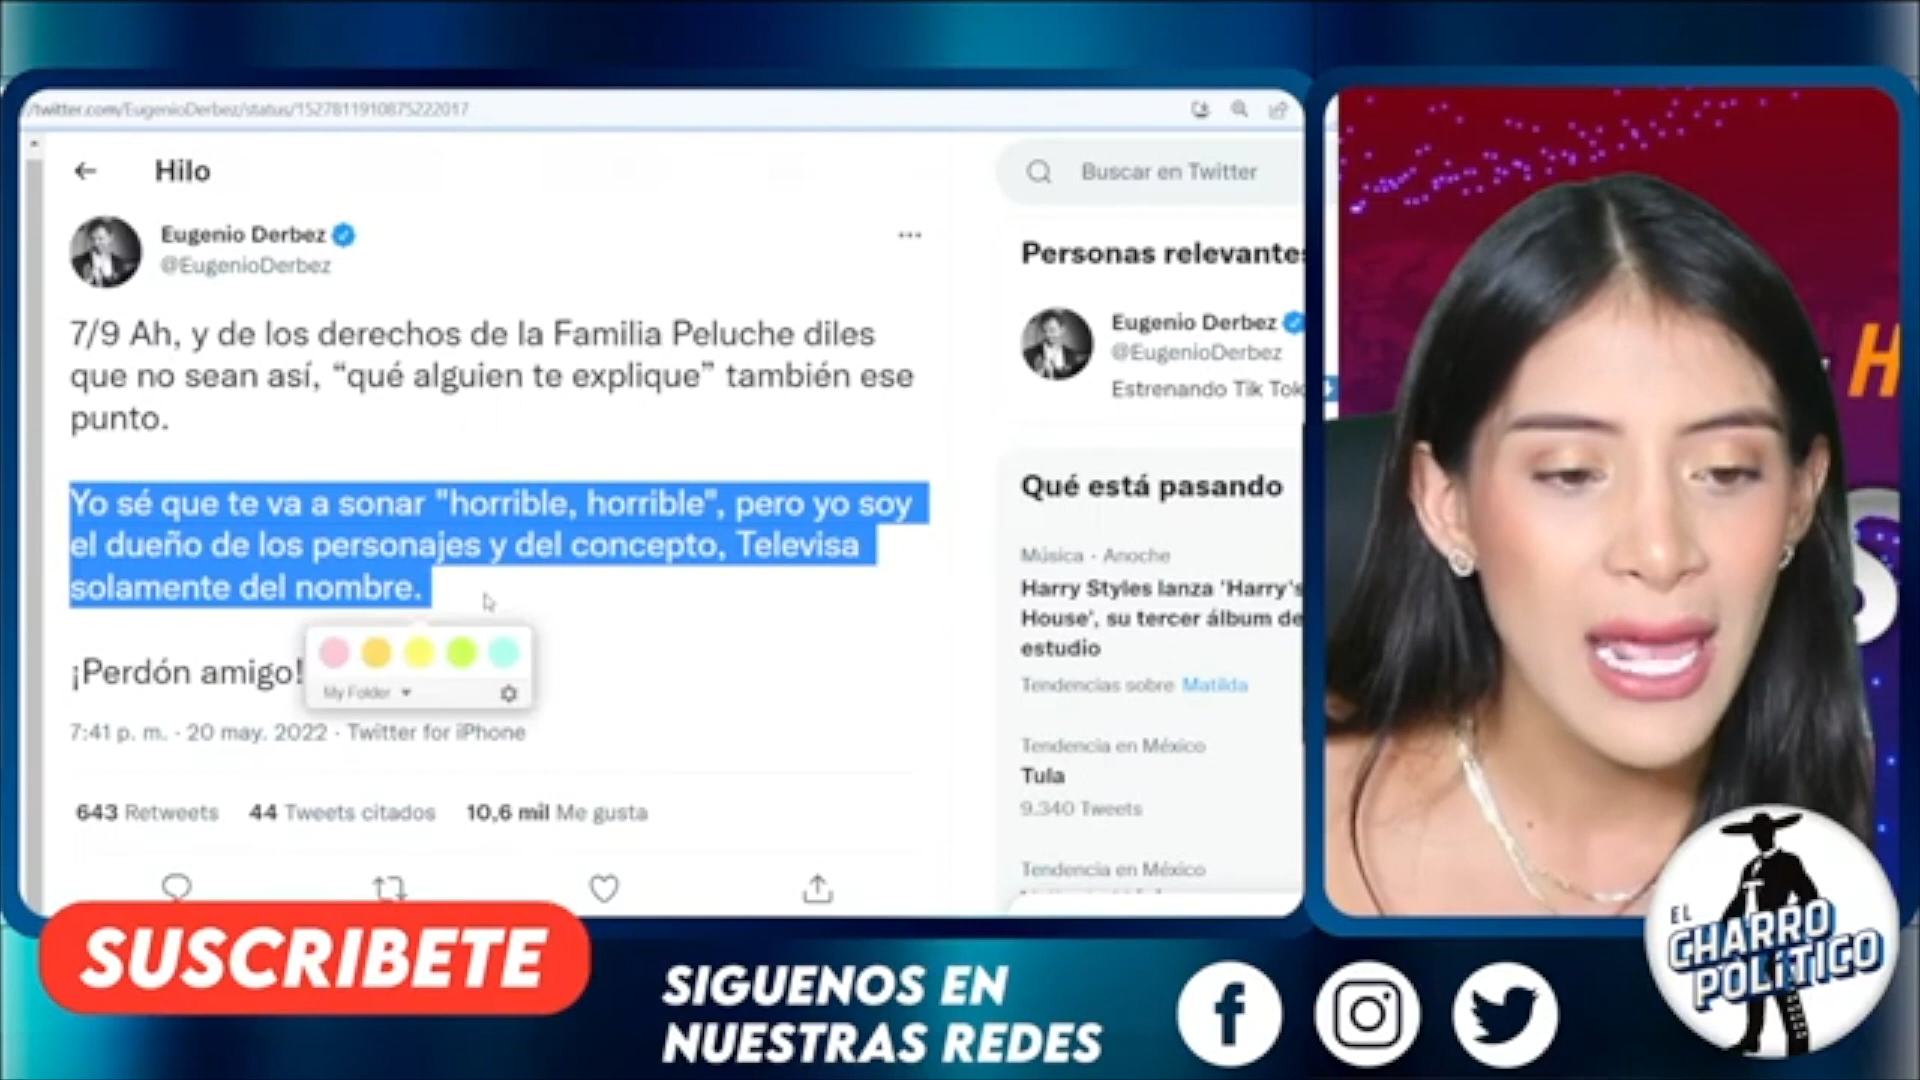 /twitter.com/EugenioDerbez/status/1527811910875222017
Hilo
Buscar en Twitter
Eugenio Derbez
@EugenioDerbez
7/9 Ah, y de los derechos de la Familia Peluche diles
que no sean así, “qué alguien te explique” también ese
punto.
Yo sé que te va a sonar "horrible, horrible", pero yo soy
el dueño de los personajes y del concepto, Televisa
solamente del nombre.
¡Perdón amigo!
My Folder
7:41 p. m. · 20 may. 2022 · Twitter for iPhone
643 Retweets 44 Tweets citados 10,6 mil Me gusta
Personas relevantes
Eugenio Derbez
@EugenioDerbez
Estrenando Tik Tok
Qué está pasando
Música · Anoche
Harry Styles lanza 'Harry's
House', su tercer álbum de
estudio
Tendencias sobre Matilda
Tendencia en México
Tula
9.340 Tweets
Tendencia en México
H
SUSCRIBETE
SIGUENOS EN
NUESTRAS REDES
EL
CHARRO
POLÍTICO